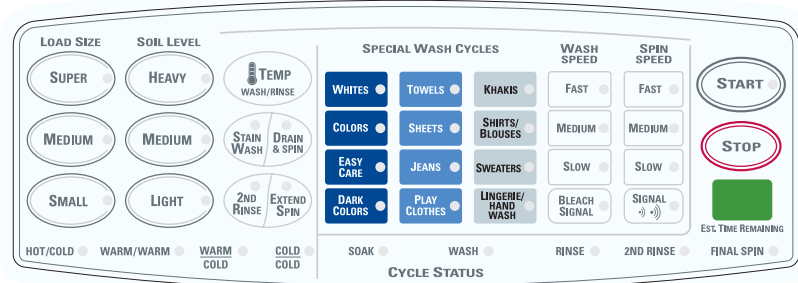 LOAD SIZE
SOIL LEVEL
SPECIAL WASH CYCLES
WASH
SPEED
SPIN
SPEED
SUPER
HEAVY
TEMP
WASH/RINSE
WHITES
TOWELS
KHAKIS
FAST
FAST
START
MEDIUM
MEDIUM
STAIN
WASH
DRAIN
& SPIN
COLORS
SHEETS
SHIRTS/
BLOUSES
MEDIUM
MEDIUM
STOP
EASY
CARE
JEANS
SWEATERS
SLOW
SLOW
SMALL
LIGHT
2ND
RINSE
EXTEND
SPIN
DARK
COLORS
PLAY
CLOTHES
LINGERIE/
HAND
WASH
BLEACH
SIGNAL
SIGNAL
EST. TIME REMAINING
HOT/COLD
WARM/WARM
WARM
COLD
COLD
COLD
SOAK
WASH
RINSE
2ND RINSE
FINAL SPIN
CYCLE STATUS